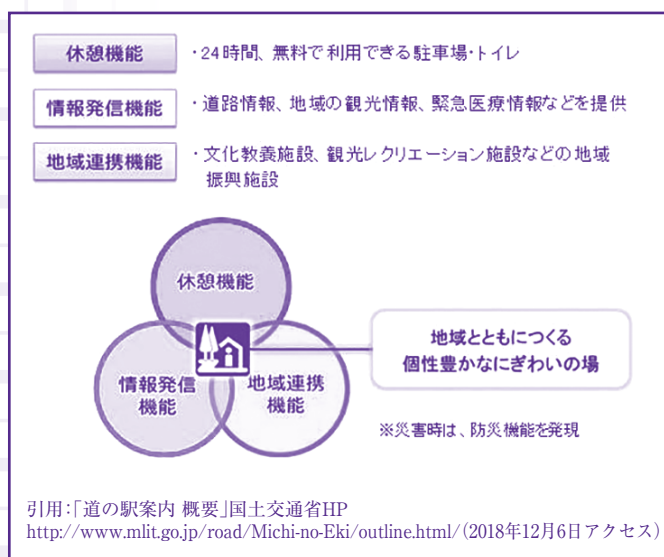 休憩機能
・24時間、無料で利用できる駐車場・トイレ
情報発信機能
・道路情報、地域の観光情報、緊急医療情報などを提供
地域連携機能
・文化教養施設、観光レクリエーション施設などの地域
振興施設
休憩機能
情報発信
機能
地域連携
機能
地域とともにつくる
個性豊かなにぎわいの場
※災害時は、防災機能を発現
引用:「道の駅案内 概要」国土交通省HP
http://www.mlit.go.jp/road/Michi-no-Eki/outline.html/(2018年12月6日アクセス)